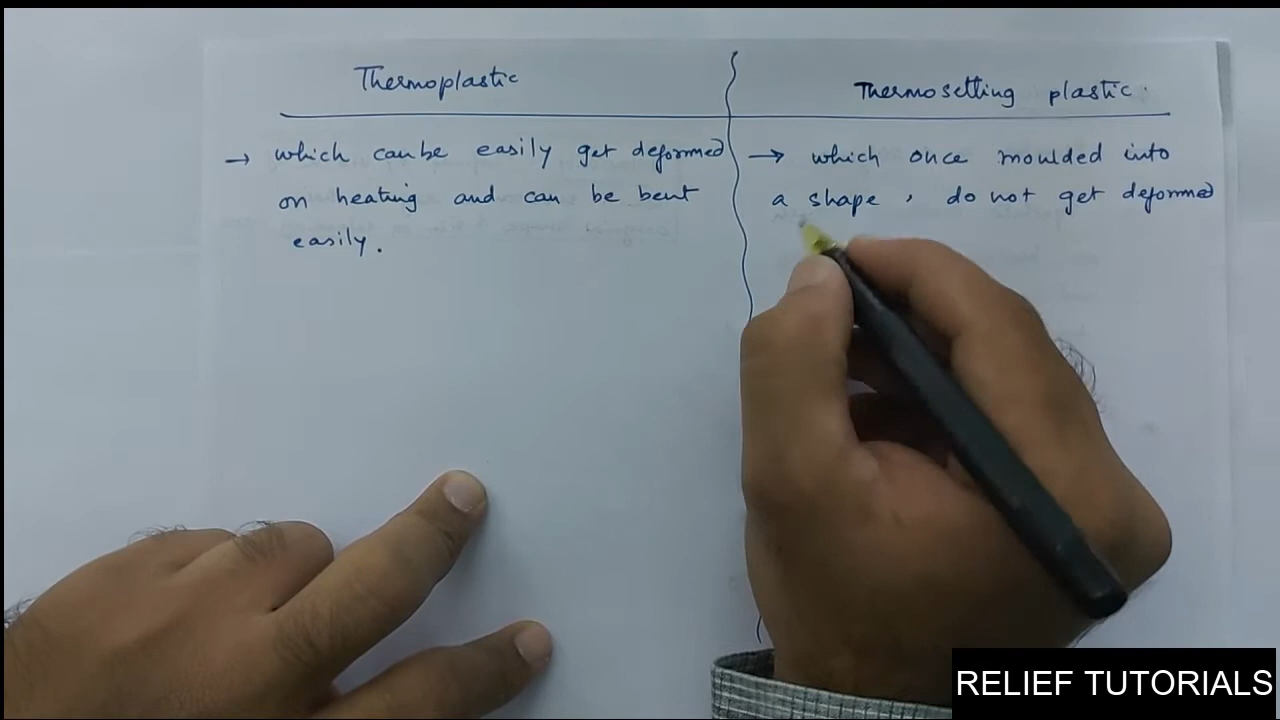 Thermoplastic
→ which can be easily get deformed
on heating and can be bent
easily.
Thermosetting plastic.
→ which once moulded into
a shape, do not get deformed
RELIEF TUTORIALS